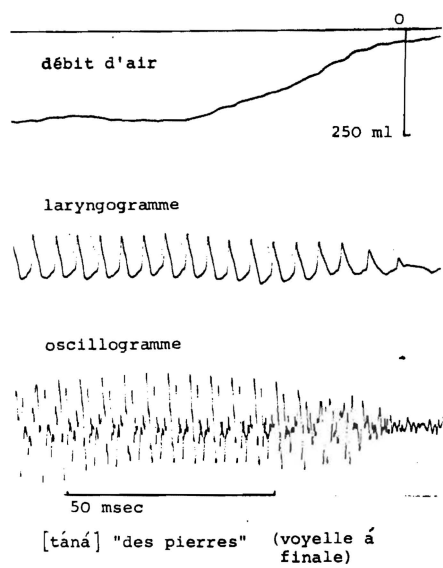 0
débit d'air
250 ml
laryngogramme
oscillogramme
50 msec
[táná] "des pierres" (voyelle á
finale)